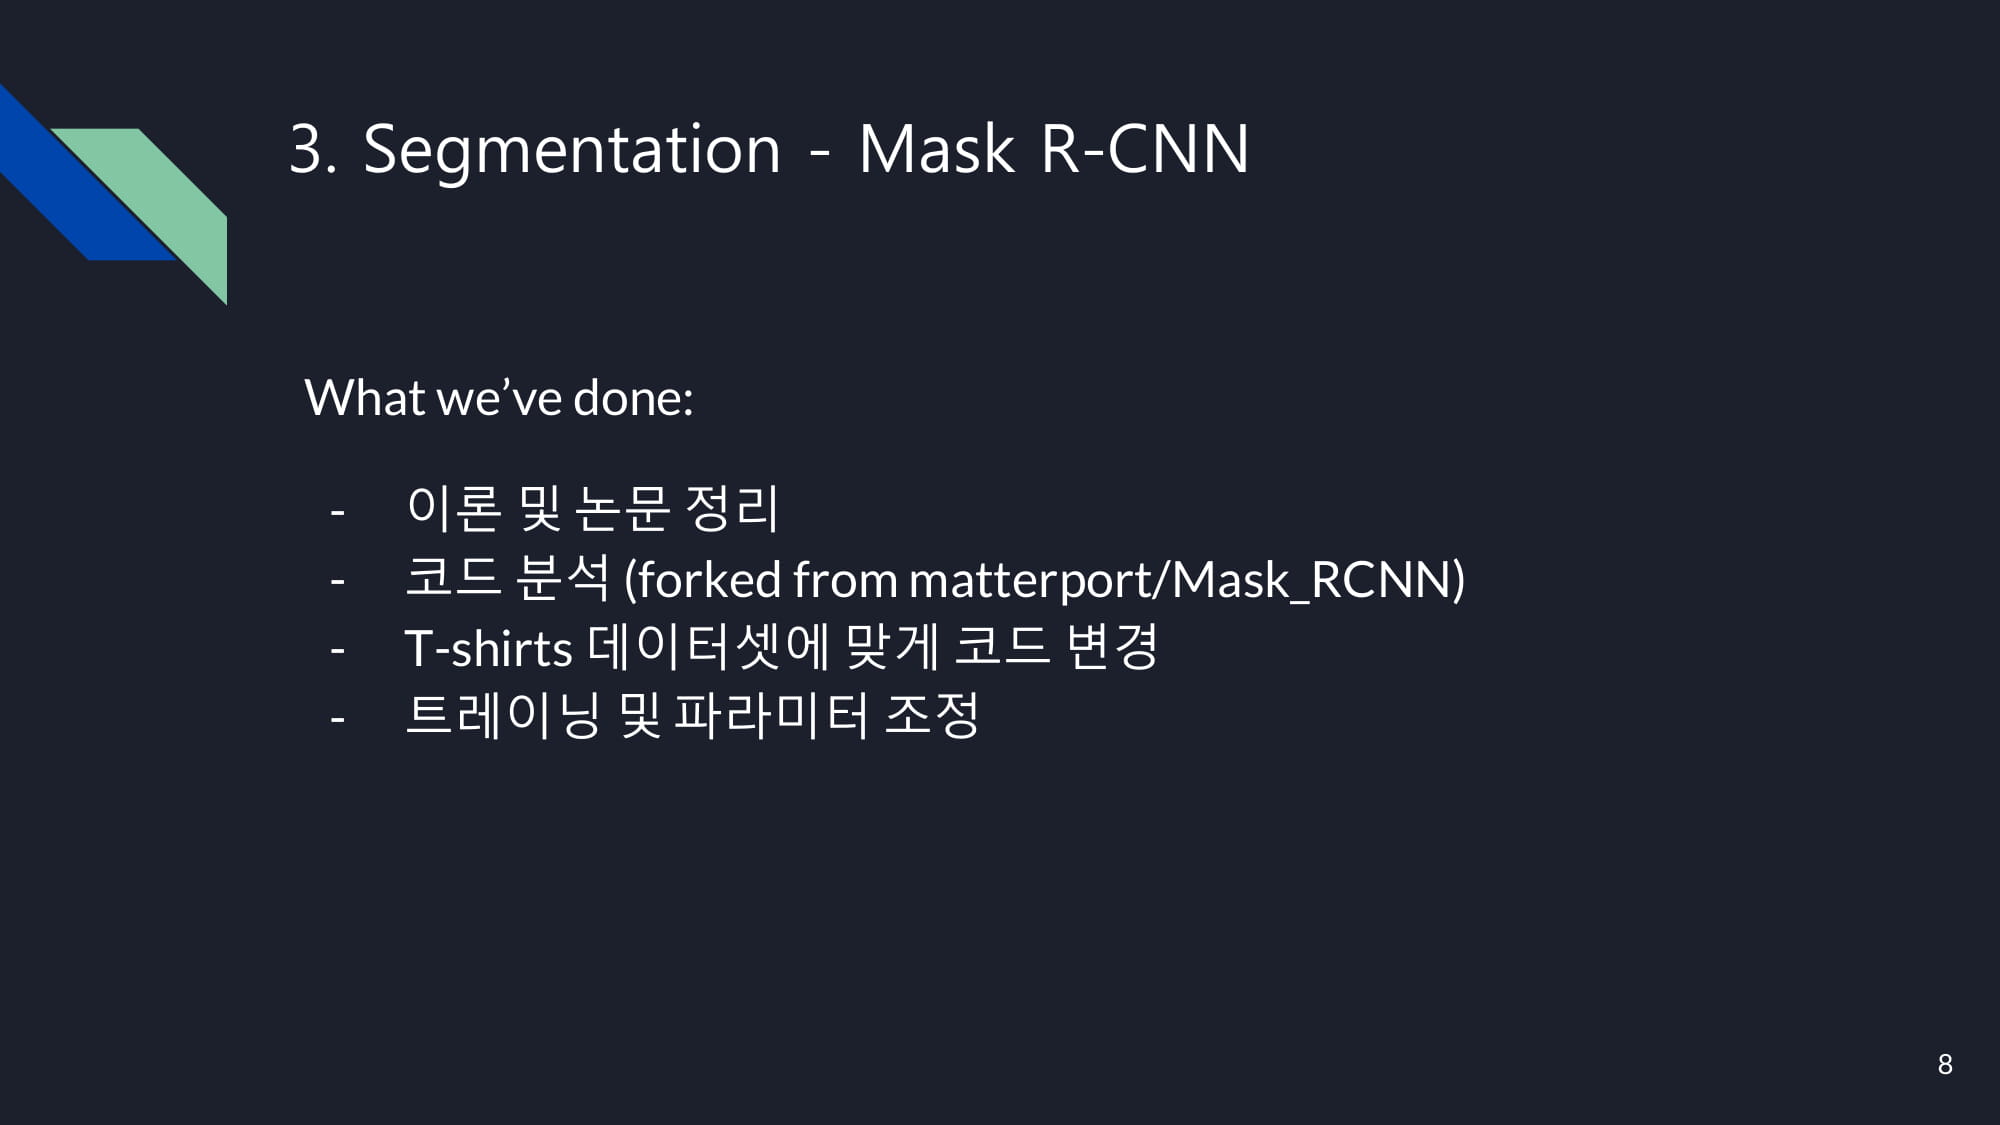 3. Segmentation - Mask R-CNN
What we’ve done:
- 이론 및 논문 정리
- 코드 분석 (forked from matterport/Mask_RCNN)
- T-shirts 데이터셋에 맞게 코드 변경
- 트레이닝 및 파라미터 조정
8